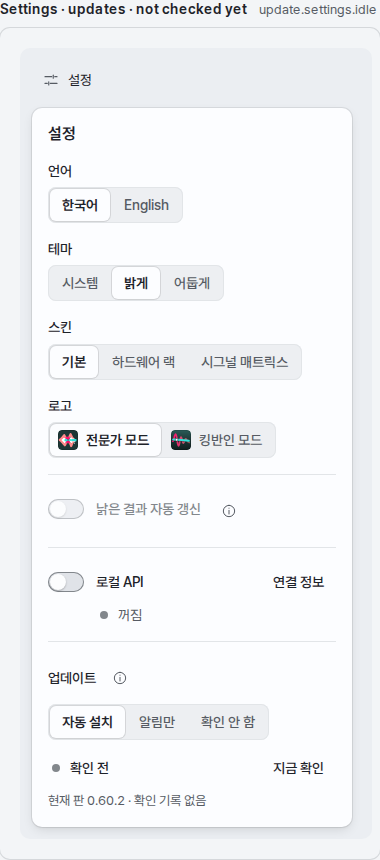 Settings · updates · not checked yet update.settings.idle
설정
설정
언어
한국어 English
테마
시스템 밝게 어둡게
스킨
기본 하드웨어 랙 시그널 매트릭스
로고
전문가 모드 킹반인 모드
낡은 결과 자동 갱신
로컬 API 연결 정보
꺼짐
업데이트
자동 설치 알림만 확인 안 함
확인 전 지금 확인
현재 판 0.60.2 · 확인 기록 없음